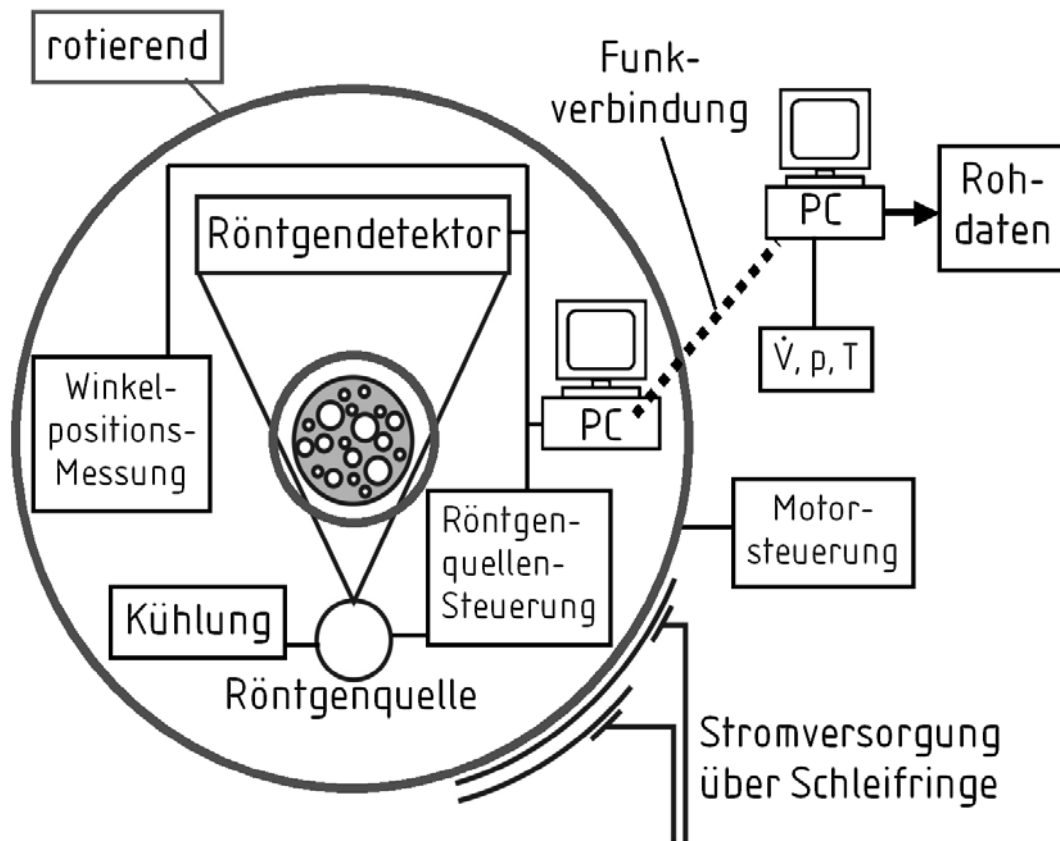 rotierend
Funk-
verbindung
PC
Roh-
daten
Röntgendetektor
V̇, p, T
Winkel-
positions-
Messung
PC
Röntgen-
quellen-
Steuerung
Motor-
steuerung
Kühlung
Röntgenquelle
Stromversorgung
über Schleifringe